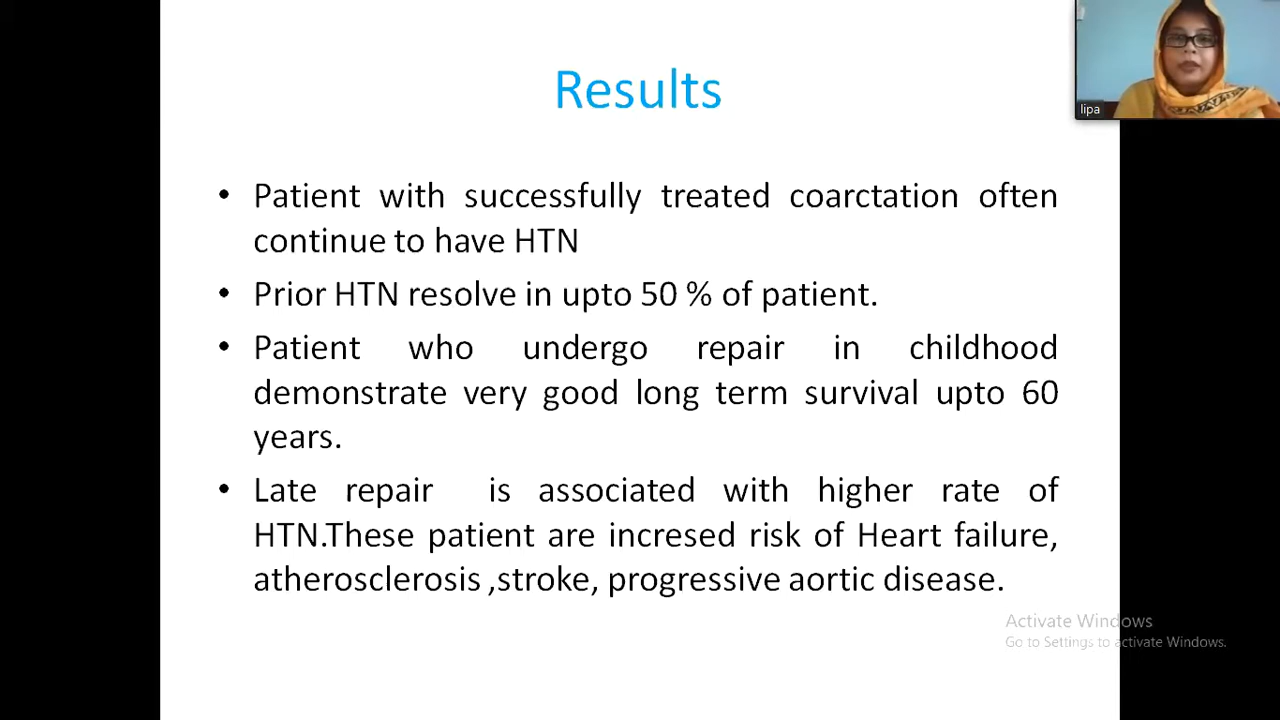 Results
lipa
• Patient with successfully treated coarctation often
continue to have HTN
• Prior HTN resolve in upto 50 % of patient.
• Patient who undergo repair in childhood
demonstrate very good long term survival upto 60
years.
• Late repair is associated with higher rate of
HTN.These patient are incresed risk of Heart failure,
atherosclerosis ,stroke, progressive aortic disease.
Activate Windows
Go to Settings to activate Windows.